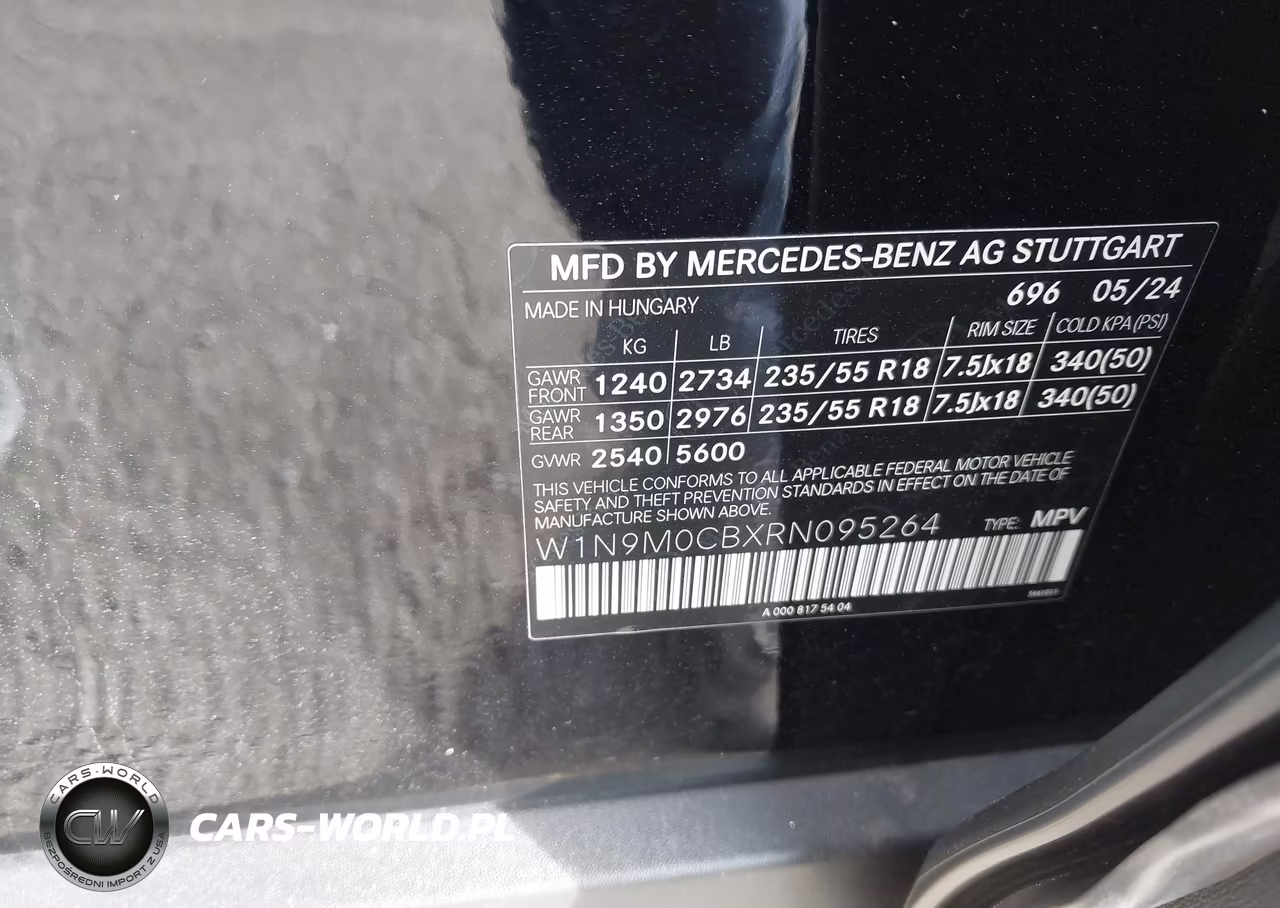 MFD BY MERCEDES-BENZ AG STUTTGART
MADE IN HUNGARY 696 05/24
KG LB TIRES RIM SIZE COLD KPA (PSI)
GAWR FRONT 1240 2734 235/55 R18 7.5Jx18 340(50)
GAWR REAR 1350 2976 235/55 R18 7.5Jx18 340(50)
GVWR 2540 5600
THIS VEHICLE CONFORMS TO ALL APPLICABLE FEDERAL MOTOR VEHICLE
SAFETY AND THEFT PREVENTION STANDARDS IN EFFECT ON THE DATE OF
MANUFACTURE SHOWN ABOVE.
W1N9M0CBXRN095264 TYPE: MPV
A 000 817 54 04
CARS-WORLD
CW
BEZPOŚREDNI IMPORT Z USA
CARS-WORLD.PL